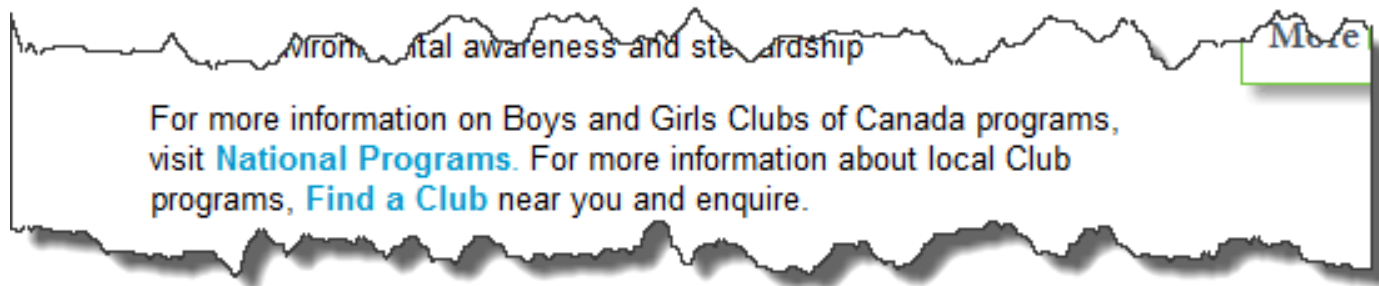 awareness and
More
For more information on Boys and Girls Clubs of Canada programs,
visit National Programs. For more information about local Club
programs, Find a Club near you and enquire.